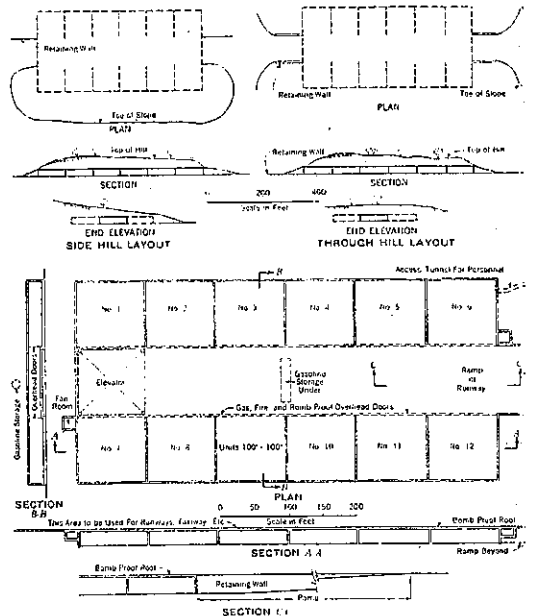 Retaining Wall
Toe of Slope
PLAN
Top of Hill
SECTION
END ELEVATION
SIDE HILL LAYOUT
Retaining Wall
Toe of Slope
PLAN
Retaining Wall
Top of Hill
SECTION
END ELEVATION
THROUGH HILL LAYOUT
200 400
Scale in Feet
Access Tunnel For Personnel
No. 1
No. 2
No. 3
No. 4
No. 5
No. 6
B
Elevator
Gasoline
Storage
Under
C
Ramp
or
Runway
C
Fan
Room
Gas, Fire, and Bomb Proof Overhead Doors
A
No. 7
No. 8
Units 100' - 100'
No. 10
No. 11
No. 12
A
B
PLAN
0 50 100 200
Scale in Feet
Gasoline Storage
Overhead Doors
SECTION
B-B
This Area to be Used For Runways, Fairway, Etc.
Bomb Proof Roof
SECTION A-A
Ramp Beyond
Bomb Proof Roof
Retaining Wall
Ramp
SECTION